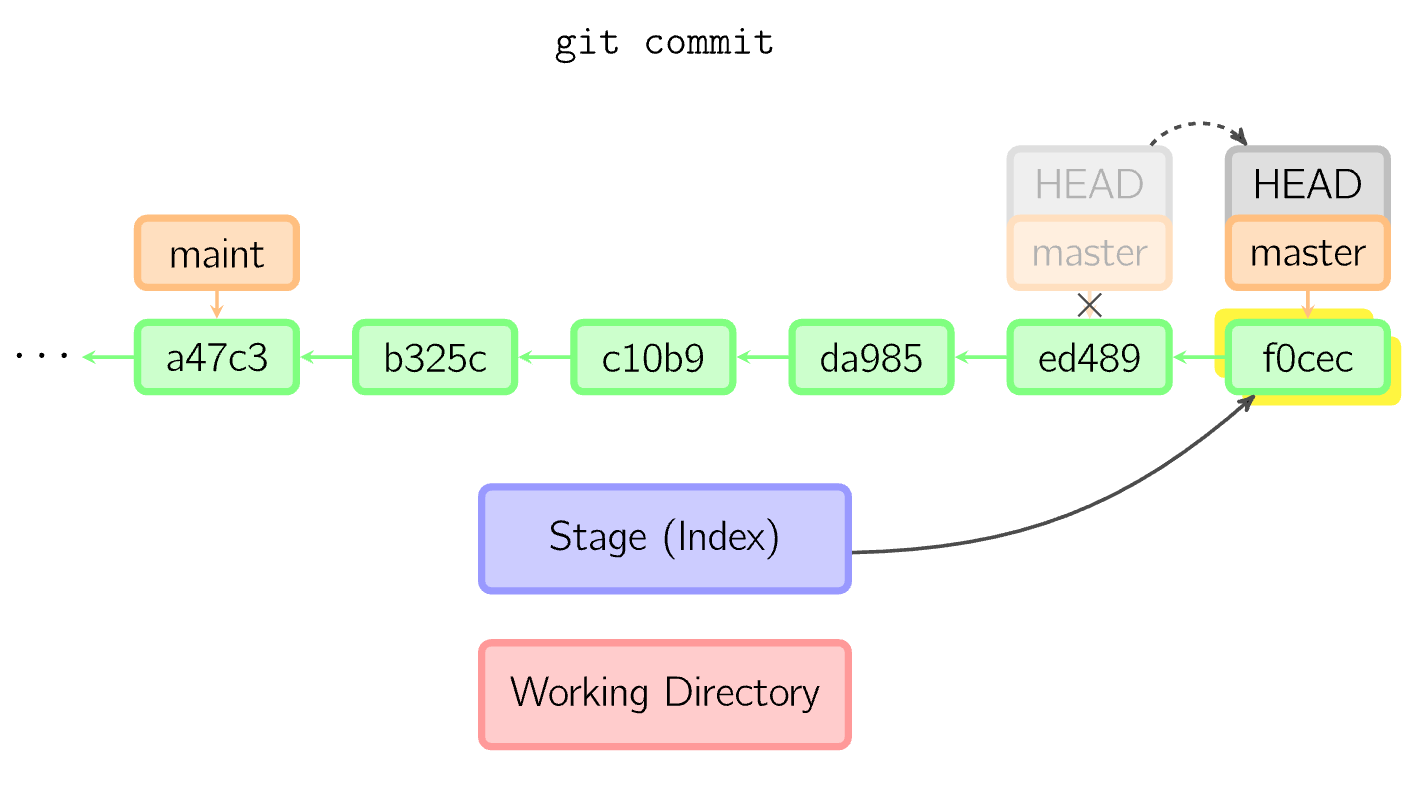 git commit
HEAD HEAD
maint master master
... a47c3 b325c c10b9 da985 ed489 f0cec
Stage (Index)
Working Directory